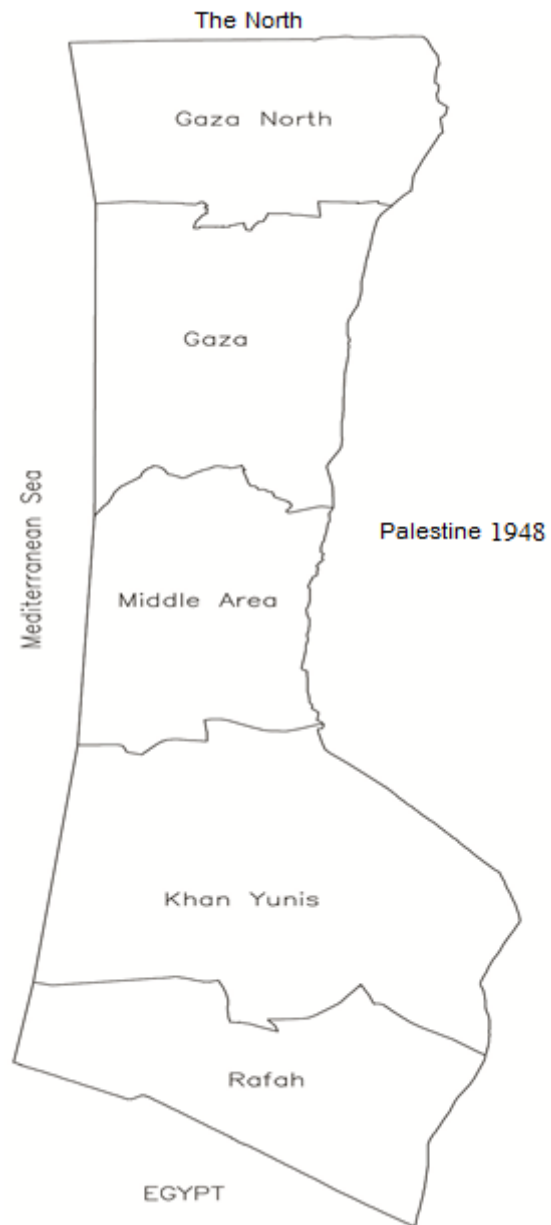 The North
Gaza North
Gaza
Mediterranean Sea
Palestine 1948
Middle Area
Khan Yunis
Rafah
EGYPT